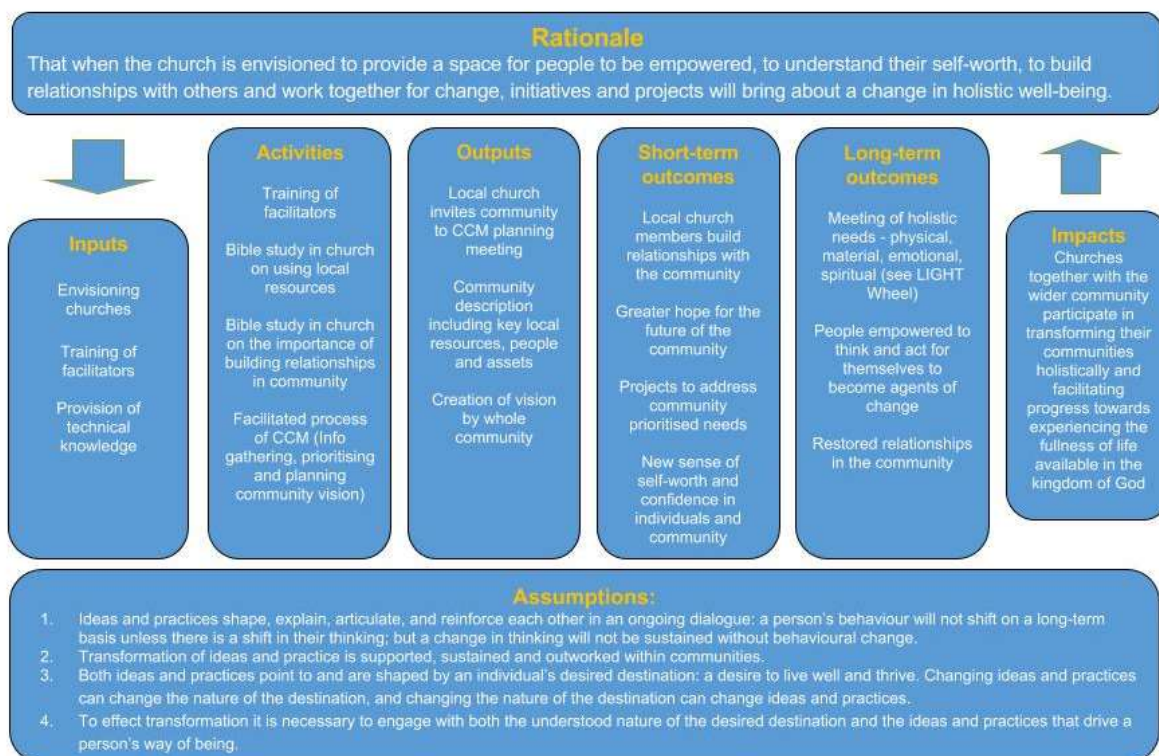 Rationale
That when the church is envisioned to provide a space for people to be empowered, to understand their self-worth, to build
relationships with others and work together for change, initiatives and projects will bring about a change in holistic well-being.
Inputs
Envisioning
churches
Training of
facilitators
Provision of
technical
knowledge
Activities
Training of
facilitators
Bible study in church
on using local
resources
Bible study in church
on the importance of
building relationships
in community
Facilitated process
of CCM (Info
gathering, prioritising
and planning
community vision)
Outputs
Local church
invites community
to CCM planning
meeting
Community
description
including key local
resources, people
and assets
Creation of vision
by whole
community
Short-term
outcomes
Local church
members build
relationships with
the community
Greater hope for the
future of the
community
Projects to address
community
prioritised needs
New sense of
self-worth and
confidence in
individuals and
community
Long-term
outcomes
Meeting of holistic
needs - physical,
material, emotional,
spiritual (see LIGHT
Wheel)
People empowered to
think and act for
themselves to
become agents of
change
Restored relationships
in the community
Impacts
Churches
together with the
wider community
participate in
transforming their
communities
holistically and
facilitating
progress towards
experiencing the
fullness of life
available in the
kingdom of God
Assumptions:
1. Ideas and practices shape, explain, articulate, and reinforce each other in an ongoing dialogue: a person's behaviour will not shift on a long-term
basis unless there is a shift in their thinking; but a change in thinking will not be sustained without behavioural change.
2. Transformation of ideas and practice is supported, sustained and outworked within communities.
3. Both ideas and practices point to and are shaped by an individual's desired destination: a desire to live well and thrive. Changing ideas and practices
can change the nature of the destination, and changing the nature of the destination can change ideas and practices.
4. To effect transformation it is necessary to engage with both the understood nature of the desired destination and the ideas and practices that drive a
person's way of being.